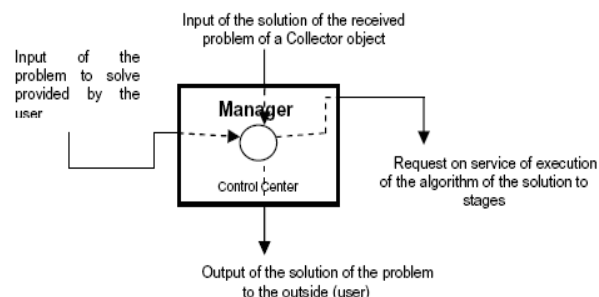 Input of the solution of the received
problem of a Collector object
Input of the
problem to solve
provided by the
user
Manager
Control Center
Request on service of execution
of the algorithm of the solution to
stages
Output of the solution of the problem
to the outside (user)